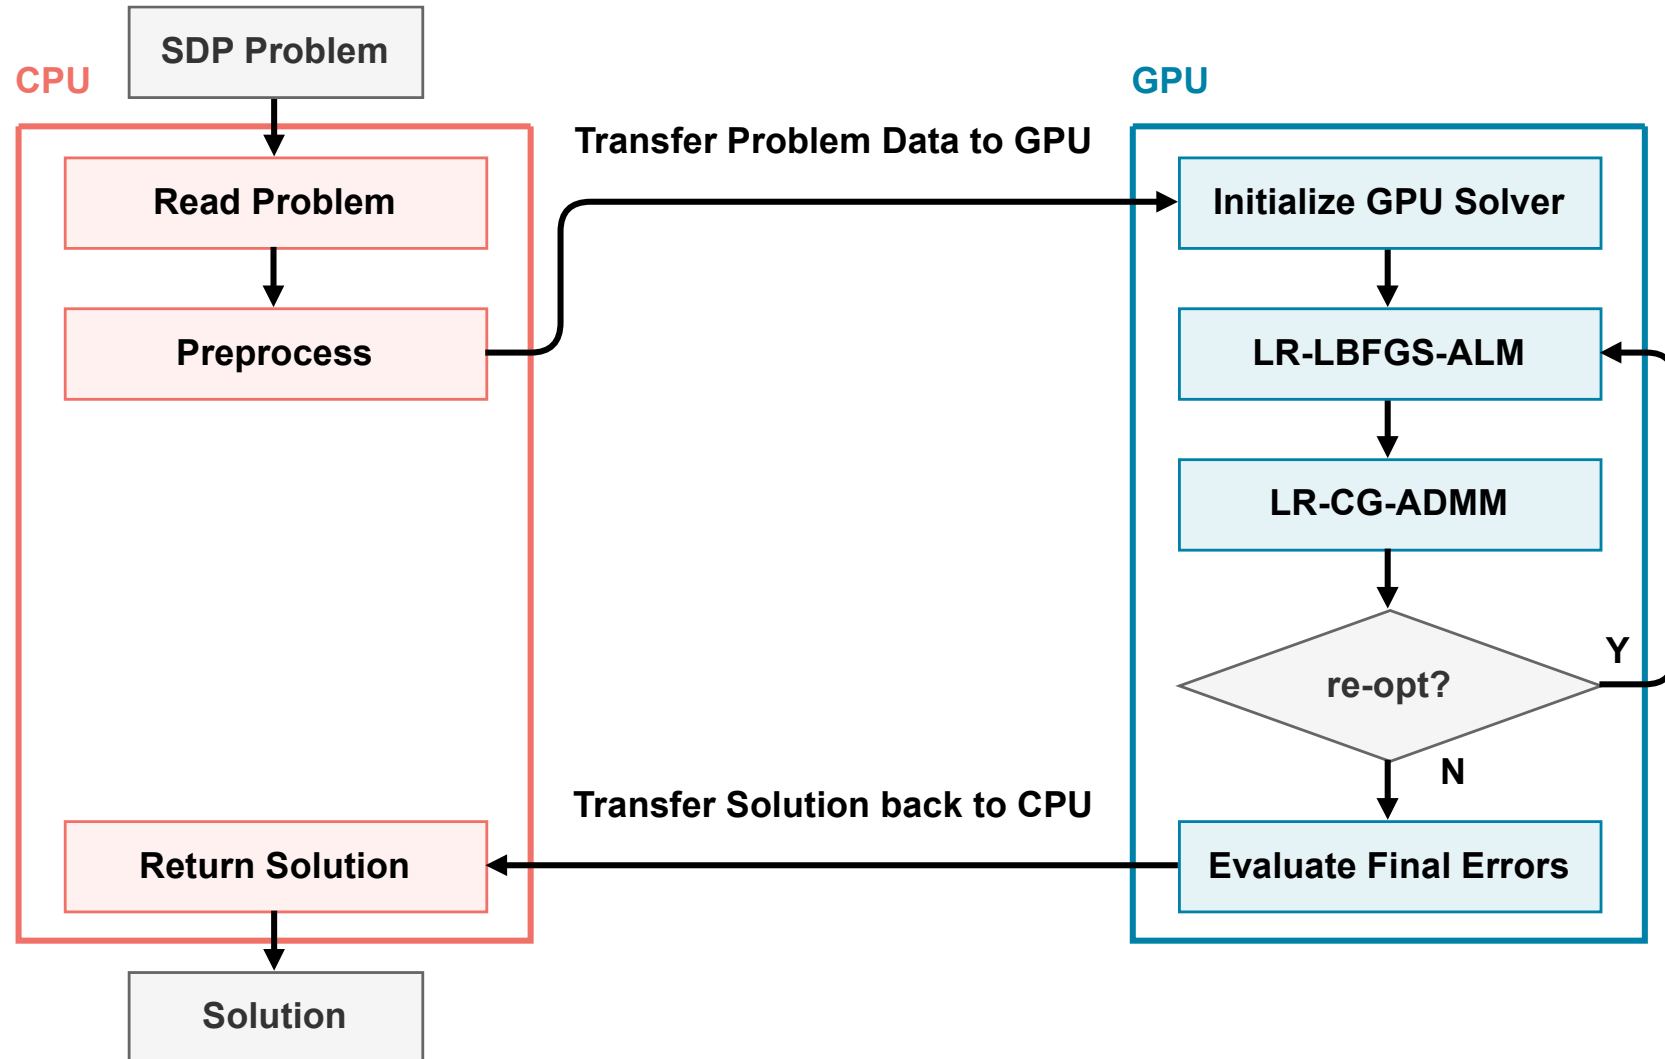 SDP Problem
CPU
GPU
Transfer Problem Data to GPU
Read Problem
Initialize GPU Solver
Preprocess
LR-LBFGS-ALM
LR-CG-ADMM
Y
re-opt?
N
Transfer Solution back to CPU
Return Solution
Evaluate Final Errors
Solution